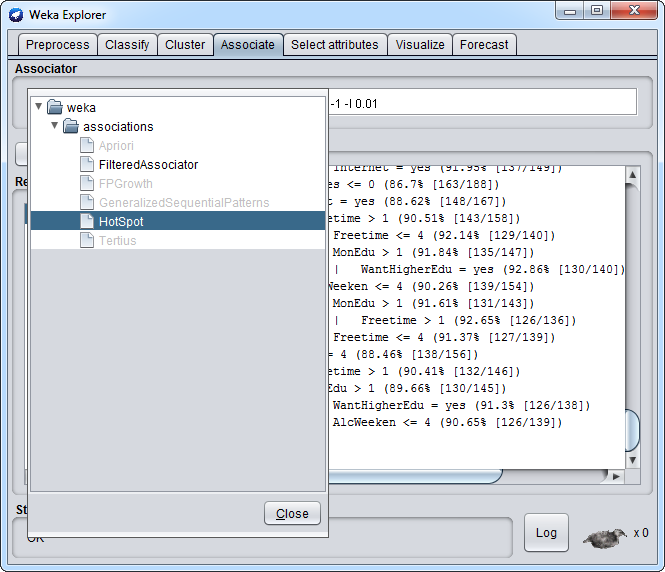 Weka Explorer
Preprocess Classify Cluster Associate Select attributes Visualize Forecast
Associator
-1 -I 0.01
weka
associations
Apriori
FilteredAssociator
FPGrowth
GeneralizedSequentialPatterns
HotSpot
Tertius
Close
Re
Internet = yes (91.95% [137/149])
es <= 0 (86.7% [163/188])
t = yes (88.62% [148/167])
etime > 1 (90.51% [143/158])
Freetime <= 4 (92.14% [129/140])
MonEdu > 1 (91.84% [135/147])
| WantHigherEdu = yes (92.86% [130/140])
Weeken <= 4 (90.26% [139/154])
MonEdu > 1 (91.61% [131/143])
| Freetime > 1 (92.65% [126/136])
Freetime <= 4 (91.37% [127/139])
= 4 (88.46% [138/156])
etime > 1 (90.41% [132/146])
Edu > 1 (89.66% [130/145])
WantHigherEdu = yes (91.3% [126/138])
AlcWeeken <= 4 (90.65% [126/139])
St
OK
Log
x 0